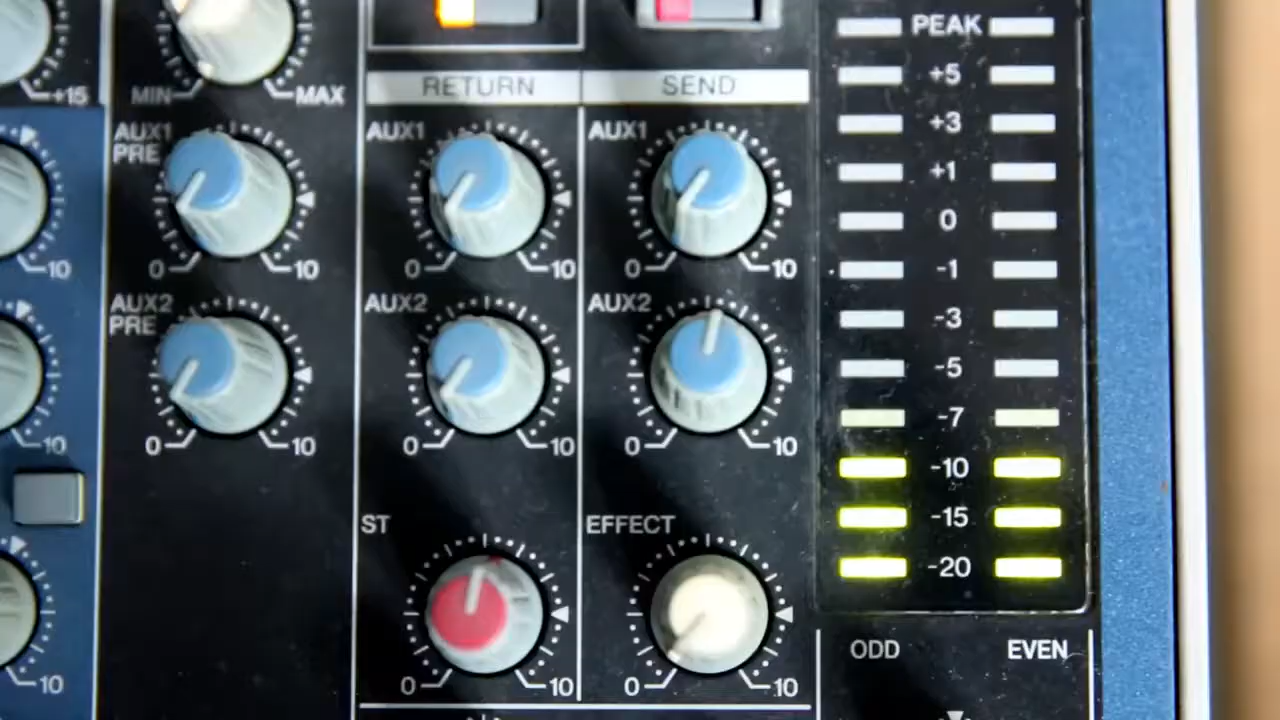 +15
MIN MAX
AUX1
PRE
0 10
AUX2
PRE
0 10
10
10
10
RETURN
AUX1
0 10
AUX2
0 10
ST
0 10
SEND
AUX1
0 10
AUX2
0 10
EFFECT
0 10
PEAK
+5
+3
+1
0
-1
-3
-5
-7
-10
-15
-20
ODD EVEN